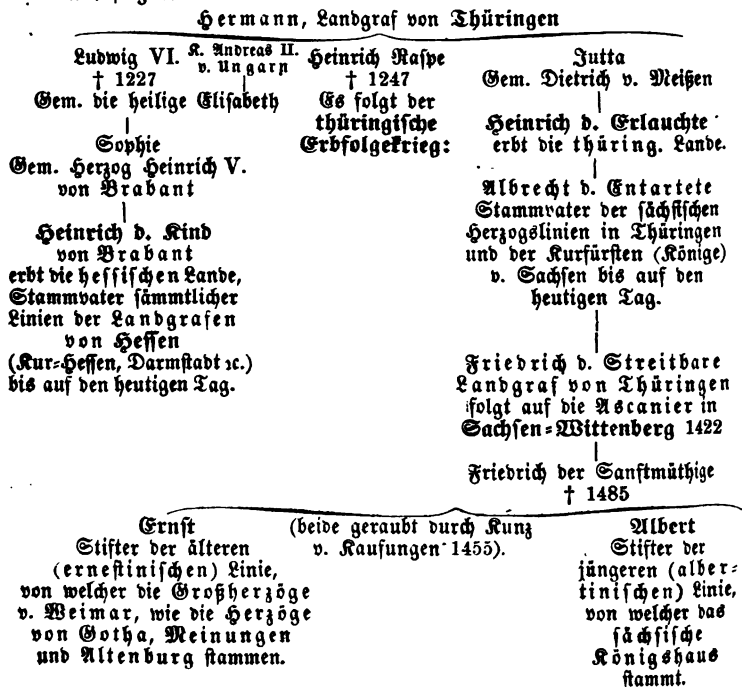 Hermann, Landgraf von Thüringen
Ludwig VI.
† 1227
Gem. die heilige Elisabeth
K. Andreas II.
v. Ungarn
Sophie
Gem. Herzog Heinrich V.
von Brabant
Heinrich d. Kind
von Brabant
erbt die hessischen Lande,
Stammvater sämmtlicher
Linien der Landgrafen
von Hessen
(Kur-Hessen, Darmstadt ꝛc.)
bis auf den heutigen Tag.
Heinrich Raspe
† 1247
Es folgt der
thüringische
Erbfolgekrieg:
Jutta
Gem. Dietrich v. Meißen
Heinrich d. Erlauchte
erbt die thüring. Lande.
Albrecht d. Entartete
Stammvater der sächsischen
Herzogslinien in Thüringen
und der Kurfürsten (Könige)
v. Sachsen bis auf den
heutigen Tag.
Friedrich d. Streitbare
Landgraf von Thüringen
folgt auf die Ascanier in
Sachsen-Wittenberg 1422
Friedrich der Sanftmüthige
† 1485
Ernst
Stifter der älteren
(ernestinischen) Linie,
von welcher die Großherzöge
v. Weimar, wie die Herzöge
von Gotha, Meinungen
und Altenburg stammen.
(beide geraubt durch Kunz
v. Kaufungen 1455).
Albert
Stifter der
jüngeren (alber-
tinischen) Linie,
von welcher das
sächsische
Königshaus
stammt.